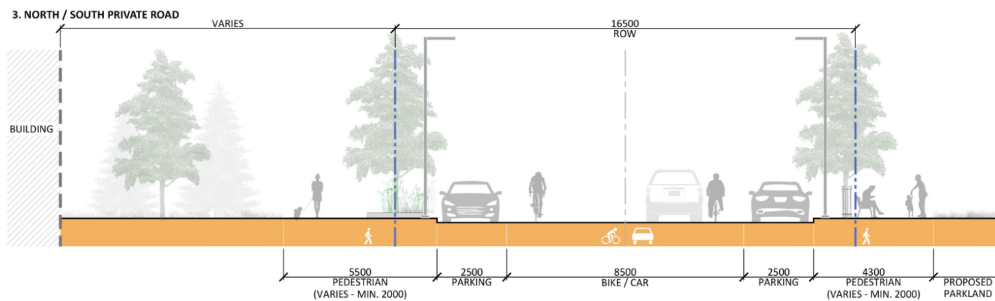 3. NORTH / SOUTH PRIVATE ROAD
VARIES
16500
ROW
BUILDING
5500
PEDESTRIAN
(VARIES - MIN. 2000)
2500
PARKING
8500
BIKE / CAR
2500
PARKING
4300
PEDESTRIAN
(VARIES - MIN. 2000)
PROPOSED
PARKLAND